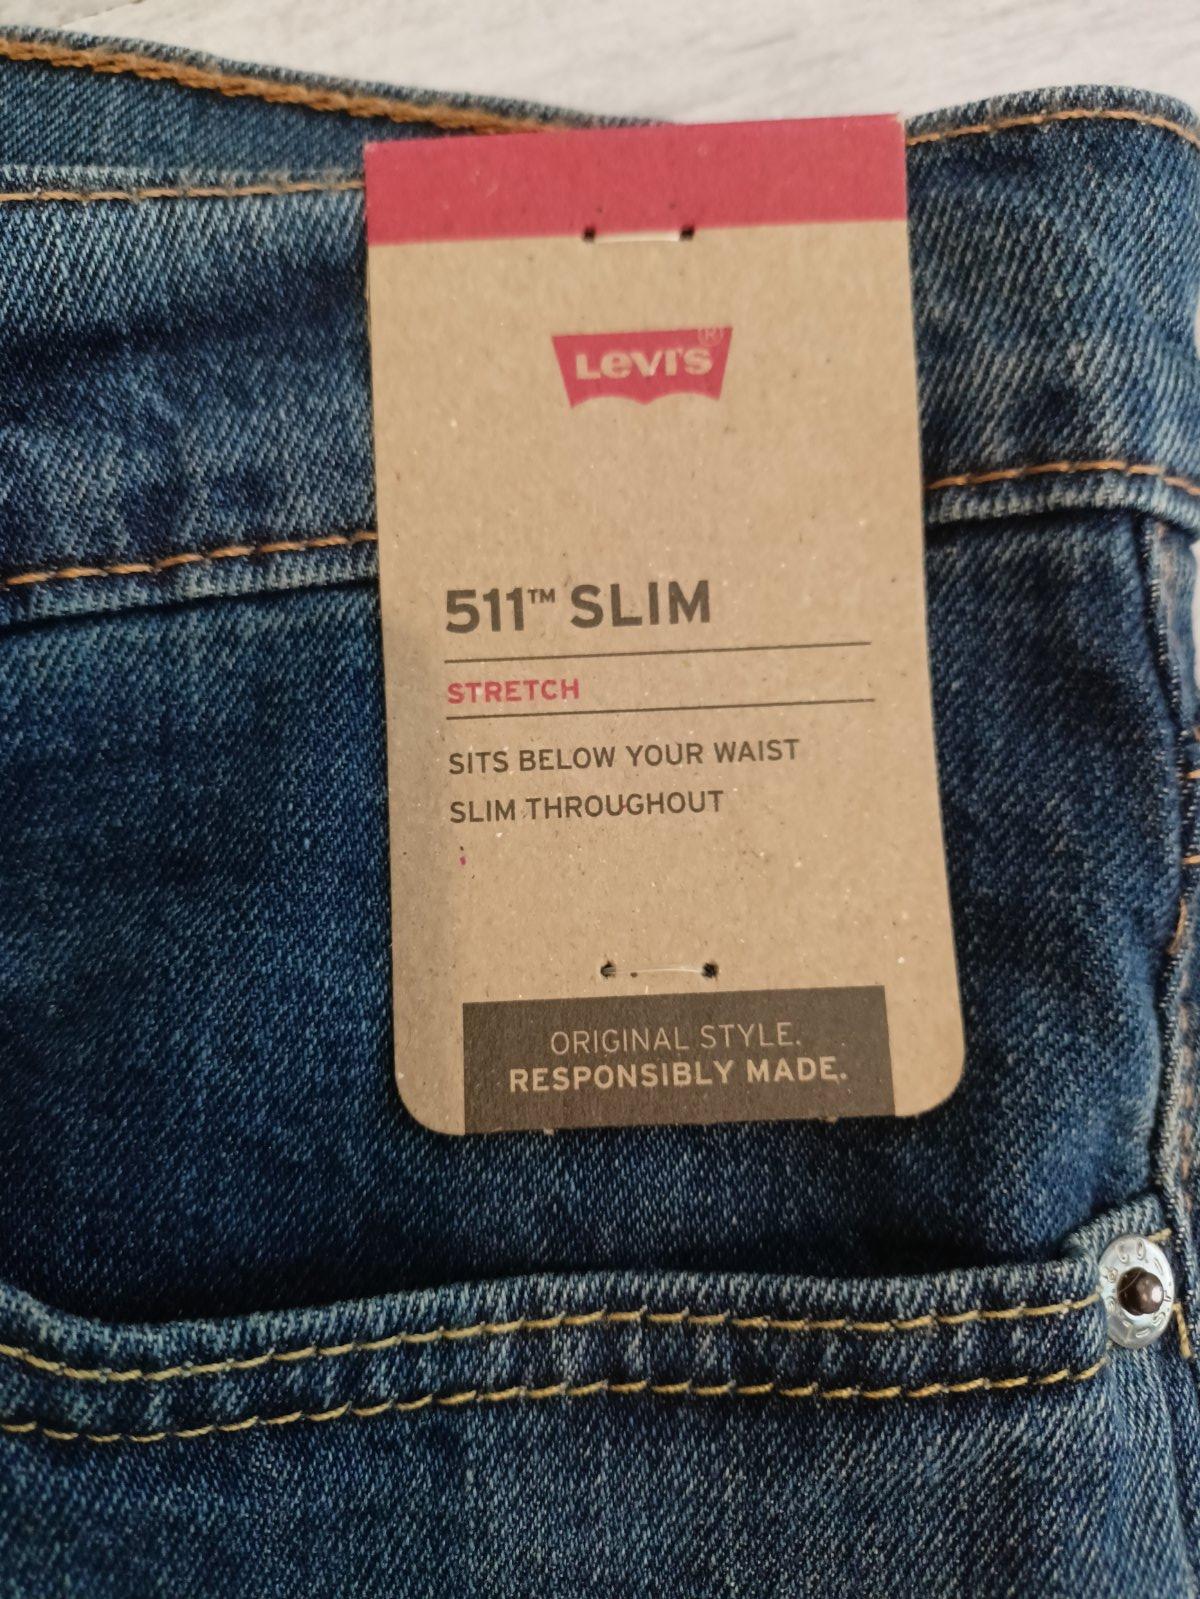 Levi's®
511™ SLIM
STRETCH
SITS BELOW YOUR WAIST
SLIM THROUGHOUT
ORIGINAL STYLE.
RESPONSIBLY MADE.